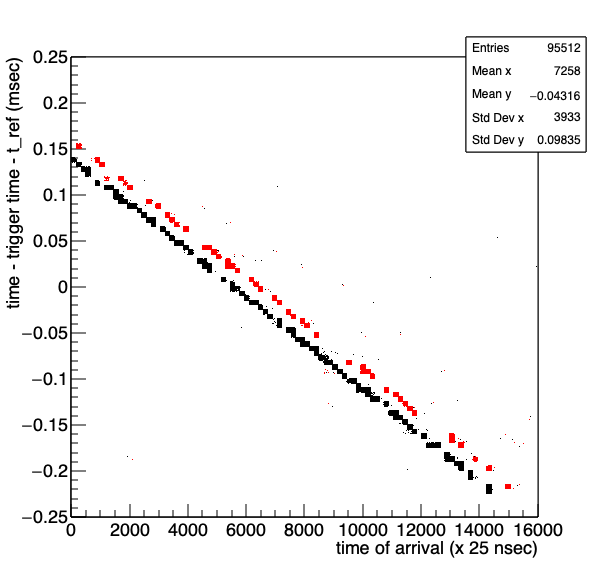 Entries 95512
Mean x 7258
Mean y −0.04316
Std Dev x 3933
Std Dev y 0.09835
time - trigger time - t_ref (msec)
0.25
0.2
0.15
0.1
0.05
0
−0.05
−0.1
−0.15
−0.2
−0.25
0 2000 4000 6000 8000 10000 12000 14000 16000
time of arrival (x 25 nsec)